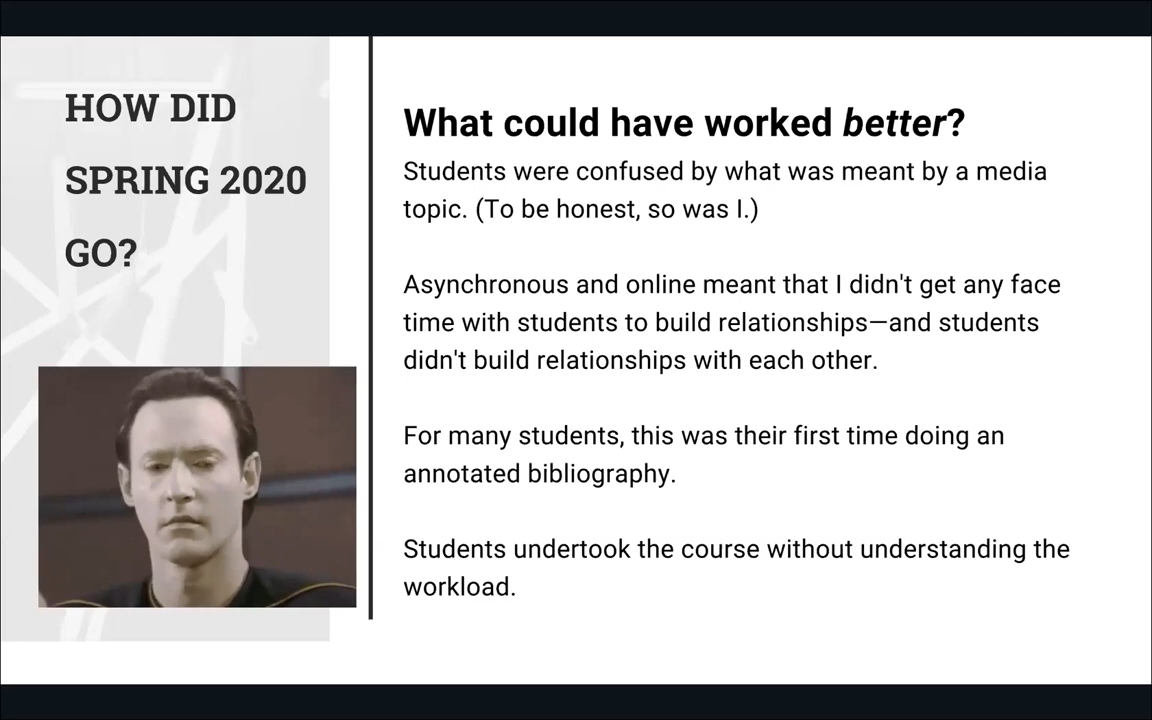 HOW DID
SPRING 2020
GO?
What could have worked better?
Students were confused by what was meant by a media
topic. (To be honest, so was I.)
Asynchronous and online meant that I didn't get any face
time with students to build relationships—and students
didn't build relationships with each other.
For many students, this was their first time doing an
annotated bibliography.
Students undertook the course without understanding the
workload.